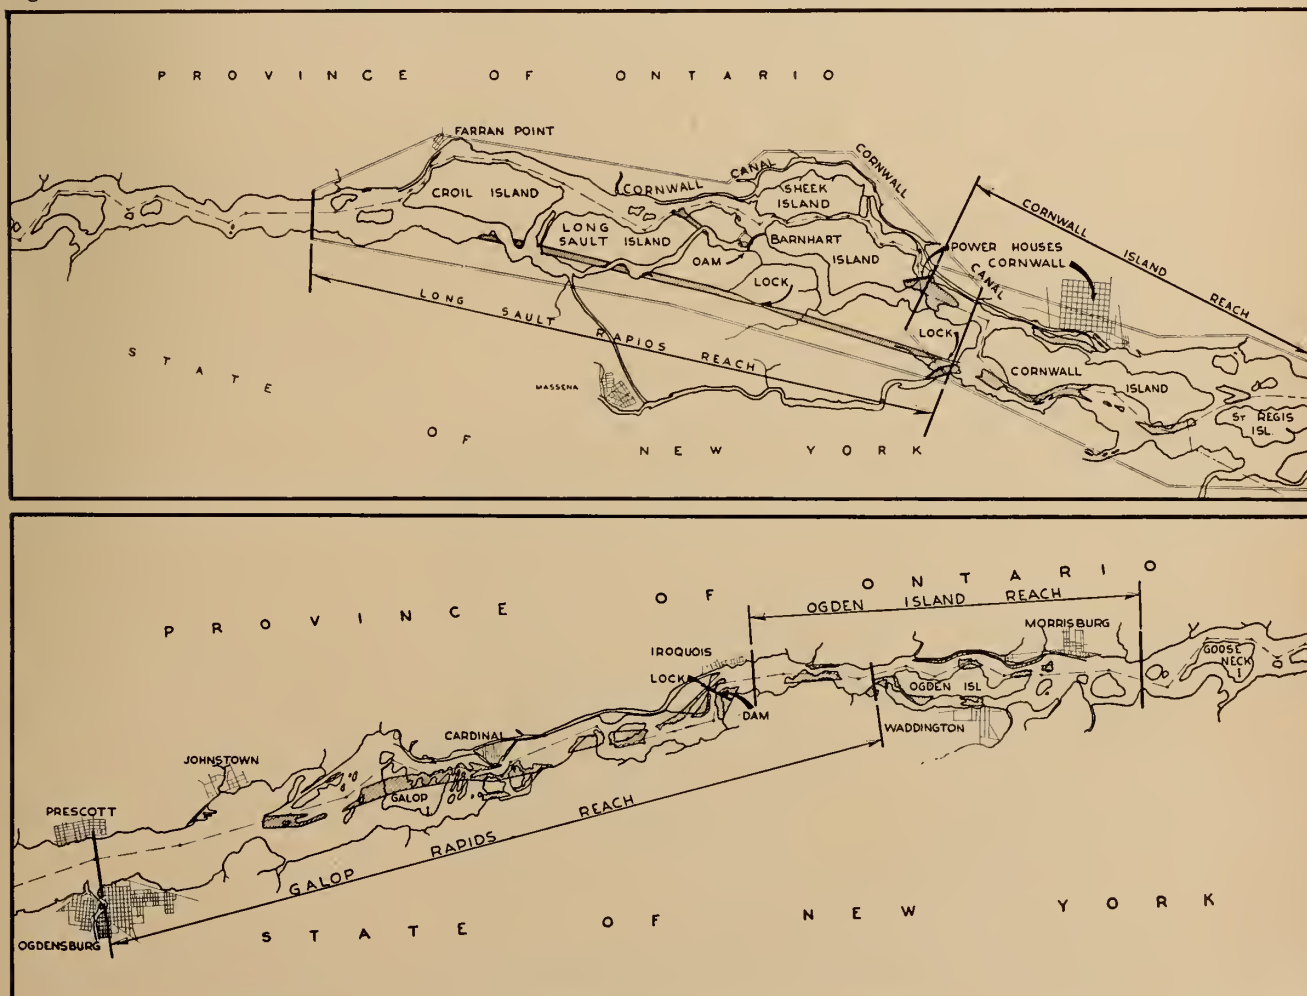 PROVINCE OF ONTARIO
FARRAN POINT
CROIL ISLAND
CORNWALL CANAL
CORNWALL
CANAL
SHEEK
ISLAND
LONG
SAULT ISLAND
BARNHART
ISLAND
DAM
LOCK
POWER HOUSES
CORNWALL
CORNWALL ISLAND REACH
LOCK
LONG SAULT RAPIDS REACH
MASSENA
CORNWALL ISLAND
ST REGIS
ISL.
STATE OF NEW YORK
PROVINCE OF ONTARIO
OGDEN ISLAND REACH
MORRISBURG
IROQUOIS
LOCK
DAM
OGDEN ISL
GOOSE
NECK
I
WADDINGTON
CARDINAL
JOHNSTOWN
GALOP
I
PRESCOTT
GALOP RAPIDS REACH
OGDENSBURG
STATE OF NEW YORK